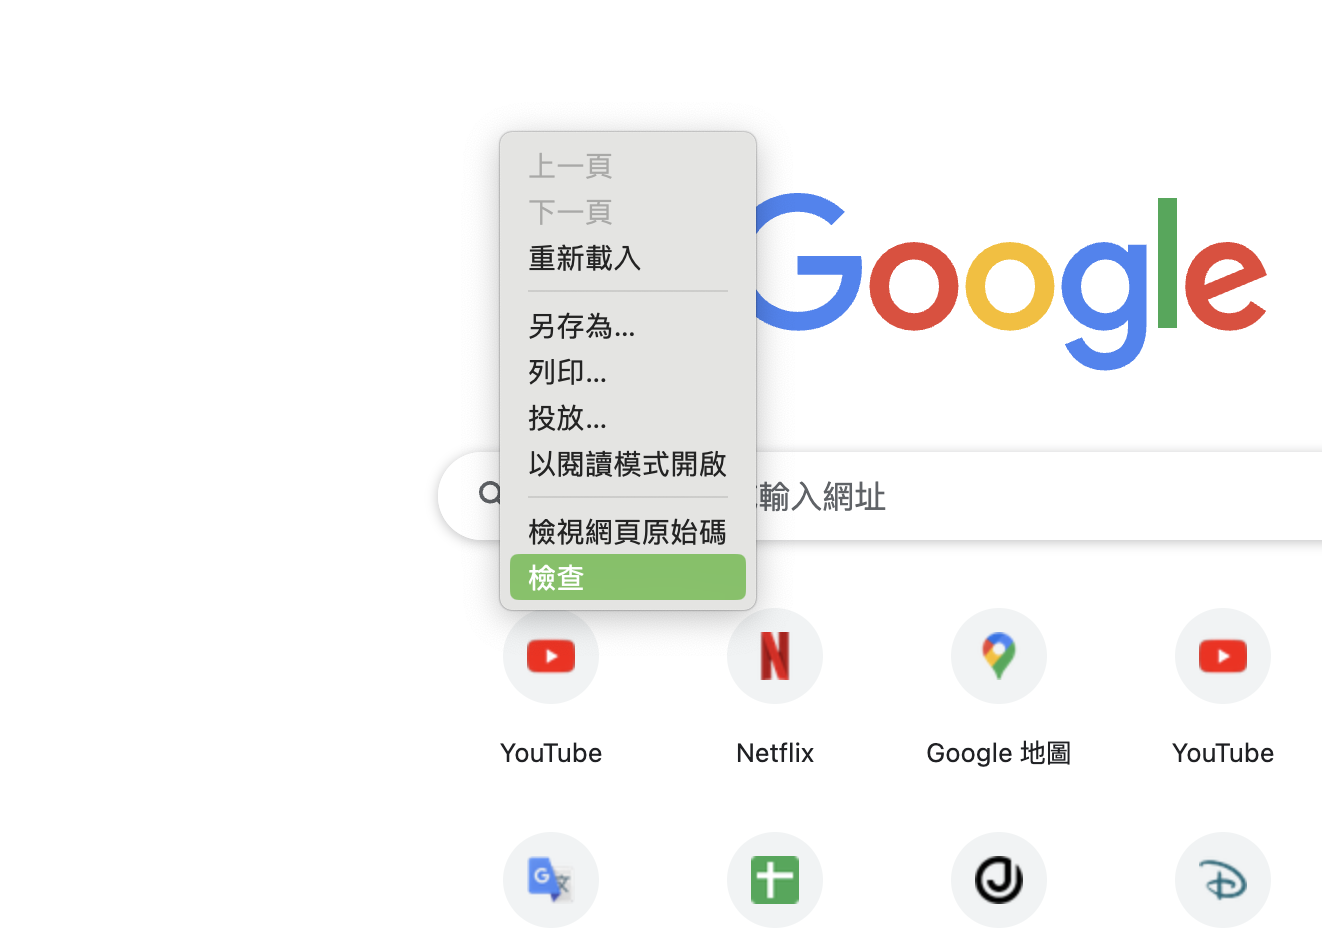 上一頁
下一頁
重新載入
另存為...
列印...
投放...
以閱讀模式開啟
檢視網頁原始碼
檢查
Google
輸入網址
YouTube
Netflix
Google 地圖
YouTube